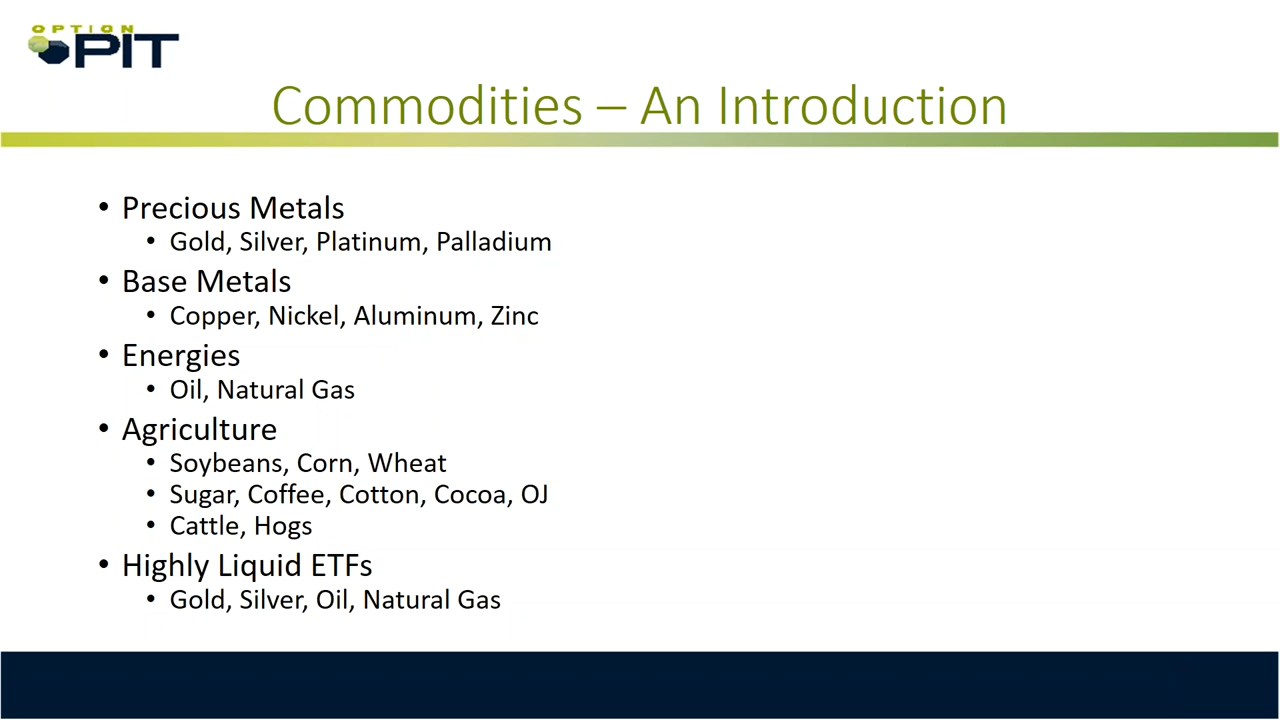 OPTION
PIT
Commodities – An Introduction
• Precious Metals
• Gold, Silver, Platinum, Palladium
• Base Metals
• Copper, Nickel, Aluminum, Zinc
• Energies
• Oil, Natural Gas
• Agriculture
• Soybeans, Corn, Wheat
• Sugar, Coffee, Cotton, Cocoa, OJ
• Cattle, Hogs
• Highly Liquid ETFs
• Gold, Silver, Oil, Natural Gas